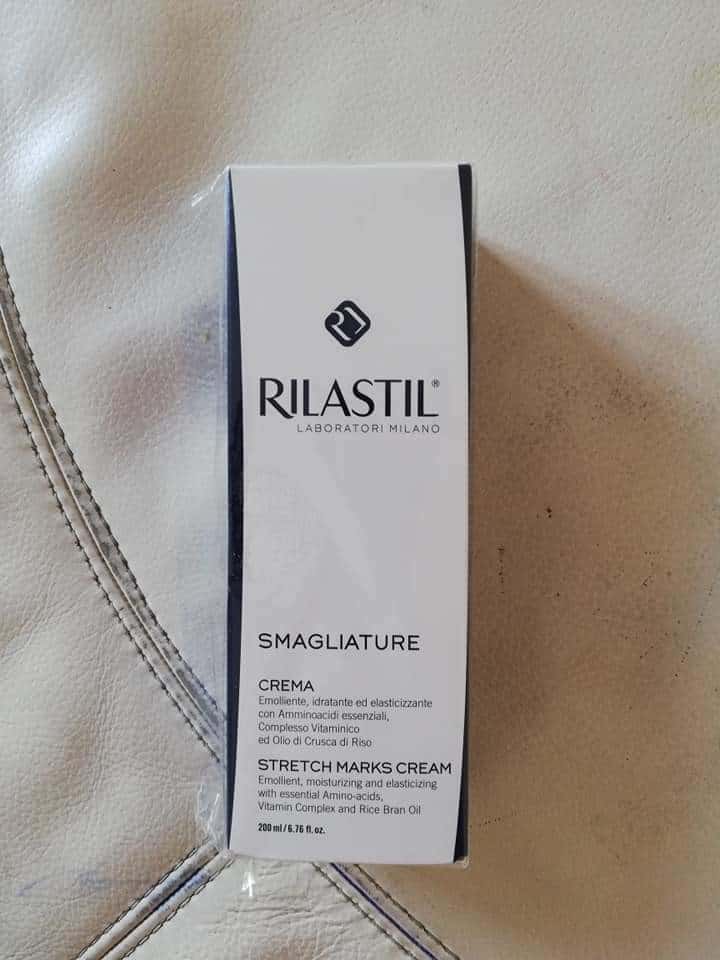 RILASTIL®
LABORATORI MILANO
SMAGLIATURE
CREMA
Emolliente, idratante ed elasticizzante
con Amminoacidi essenziali,
Complesso Vitaminico
ed Olio di Crusca di Riso
STRETCH MARKS CREAM
Emollient, moisturizing and elasticizing
with essential Amino-acids,
Vitamin Complex and Rice Bran Oil
200 ml / 6.76 fl. oz.